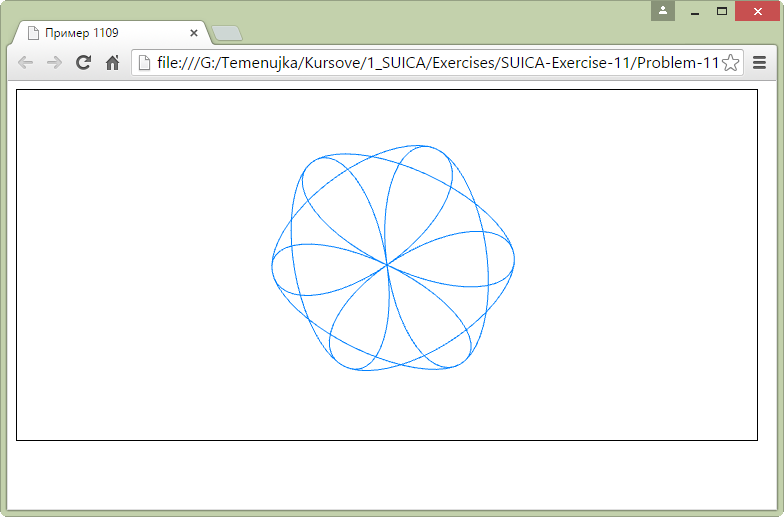 Пример 1109
file:///G:/Temenujka/Kursove/1_SUICA/Exercises/SUICA-Exercise-11/Problem-11